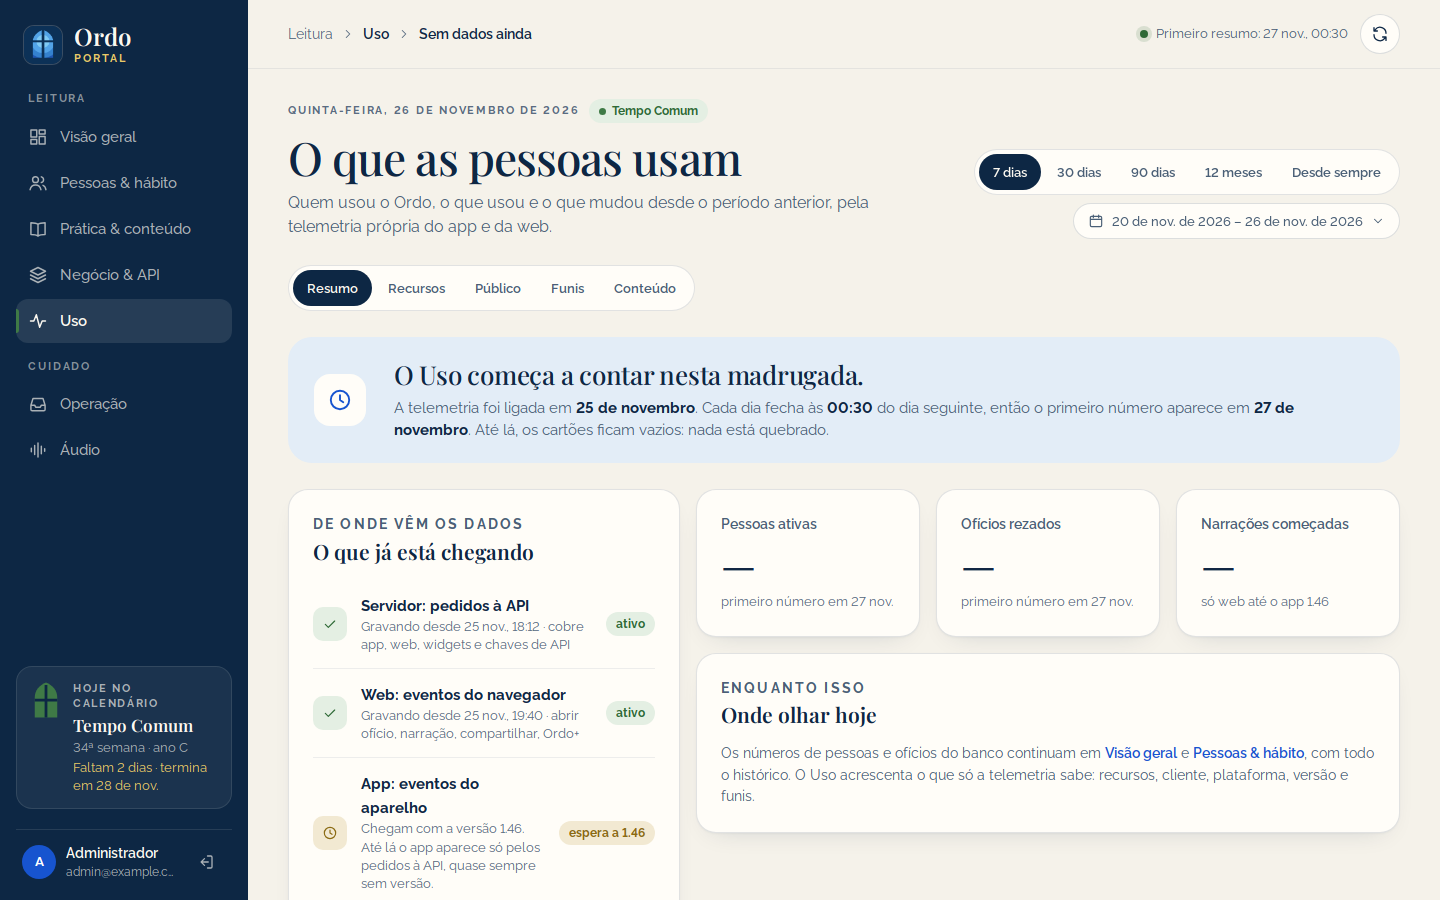 Ordo
PORTAL
LEITURA
Visão geral
Pessoas & hábito
Prática & conteúdo
Negócio & API
Uso
CUIDADO
Operação
Áudio
HOJE NO
CALENDÁRIO
Tempo Comum
34ª semana · ano C
Faltam 2 dias · termina
em 28 de nov.
A
Administrador
admin@example.c…
Leitura > Uso > Sem dados ainda
Primeiro resumo: 27 nov., 00:30
QUINTA-FEIRA, 26 DE NOVEMBRO DE 2026
Tempo Comum
O que as pessoas usam
Quem usou o Ordo, o que usou e o que mudou desde o período anterior, pela
telemetria própria do app e da web.
7 dias
30 dias
90 dias
12 meses
Desde sempre
20 de nov. de 2026 – 26 de nov. de 2026
Resumo
Recursos
Público
Funis
Conteúdo
O Uso começa a contar nesta madrugada.
A telemetria foi ligada em 25 de novembro. Cada dia fecha às 00:30 do dia seguinte, então o primeiro número aparece em 27 de
novembro. Até lá, os cartões ficam vazios: nada está quebrado.
DE ONDE VÊM OS DADOS
O que já está chegando
Servidor: pedidos à API
Gravando desde 25 nov., 18:12 · cobre
app, web, widgets e chaves de API
ativo
Web: eventos do navegador
Gravando desde 25 nov., 19:40 · abrir
ofício, narração, compartilhar, Ordo+
ativo
App: eventos do
aparelho
Chegam com a versão 1.46.
Até lá o app aparece só pelos
pedidos à API, quase sempre
sem versão.
espera a 1.46
Pessoas ativas
—
primeiro número em 27 nov.
Ofícios rezados
—
primeiro número em 27 nov.
Narrações começadas
—
só web até o app 1.46
ENQUANTO ISSO
Onde olhar hoje
Os números de pessoas e ofícios do banco continuam em Visão geral e Pessoas & hábito, com todo
o histórico. O Uso acrescenta o que só a telemetria sabe: recursos, cliente, plataforma, versão e
funis.